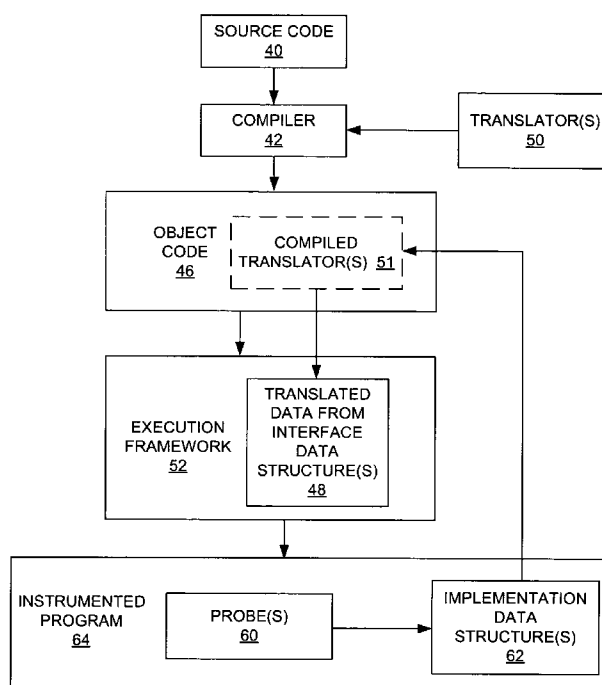 SOURCE CODE
40
COMPILER
42
TRANSLATOR(S)
50
OBJECT
CODE
46
COMPILED
TRANSLATOR(S) 51
EXECUTION
FRAMEWORK
52
TRANSLATED
DATA FROM
INTERFACE
DATA
STRUCTURE(S)
48
INSTRUMENTED
PROGRAM
64
PROBE(S)
60
IMPLEMENTATION
DATA
STRUCTURE(S)
62